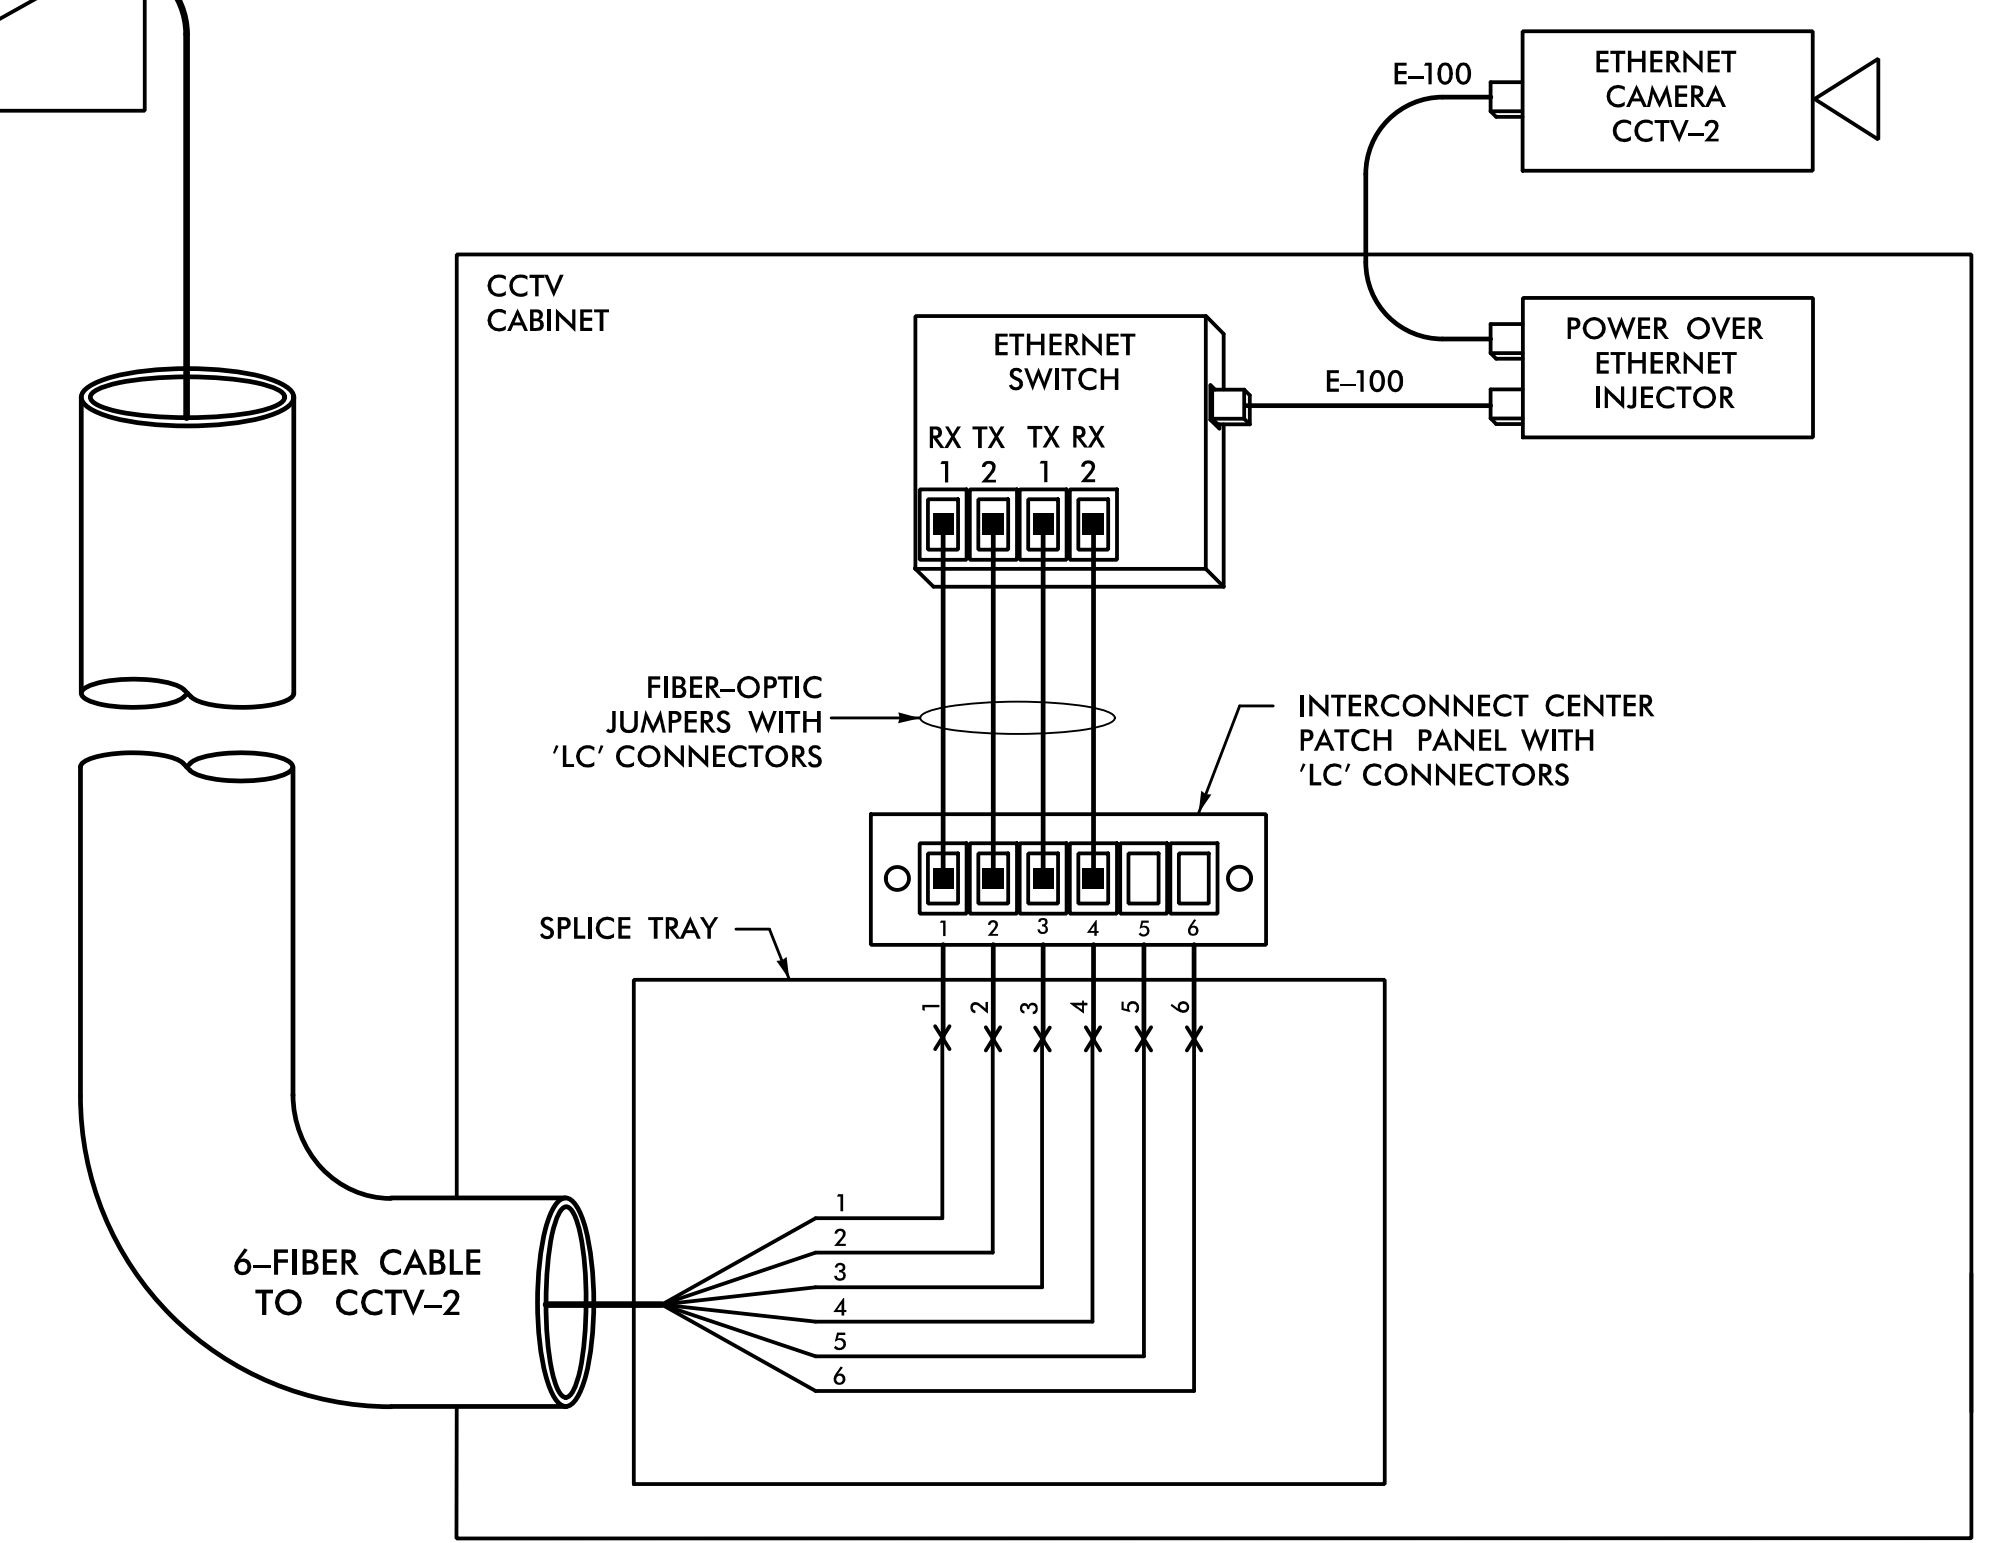 E–100
ETHERNET
CAMERA
CCTV–2
CCTV
CABINET
ETHERNET
SWITCH
RX TX TX RX
1 2 1 2
E–100
POWER OVER
ETHERNET
INJECTOR
FIBER–OPTIC
JUMPERS WITH
'LC' CONNECTORS
INTERCONNECT CENTER
PATCH PANEL WITH
'LC' CONNECTORS
1 2 3 4 5 6
SPLICE TRAY
1 2 3 4 5 6
1
2
3
4
5
6
6–FIBER CABLE
TO CCTV–2